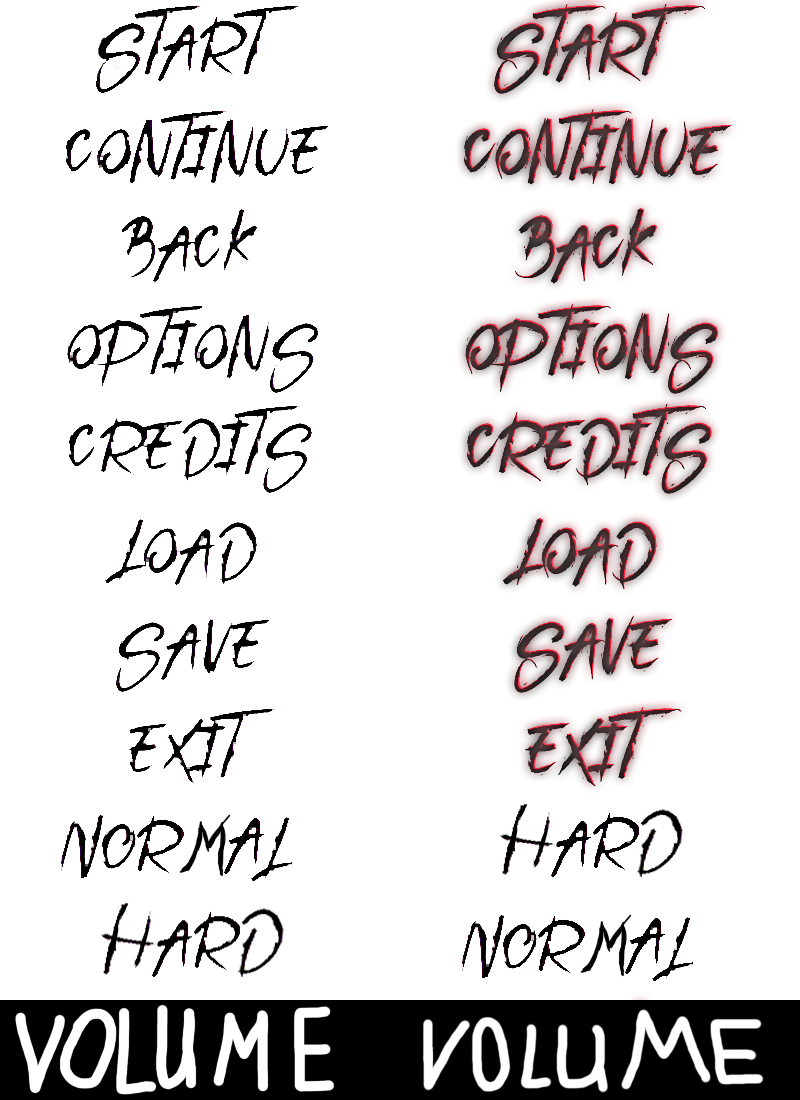 START START
CONTINUE CONTINUE
BACK BACK
OPTIONS OPTIONS
CREDITS CREDITS
LOAD LOAD
SAVE SAVE
EXIT EXIT
NORMAL HARD
HARD NORMAL
VOLUME VOLUME